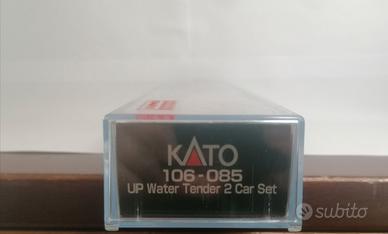 KATO
106-085
UP Water Tender 2 Car Set
subito